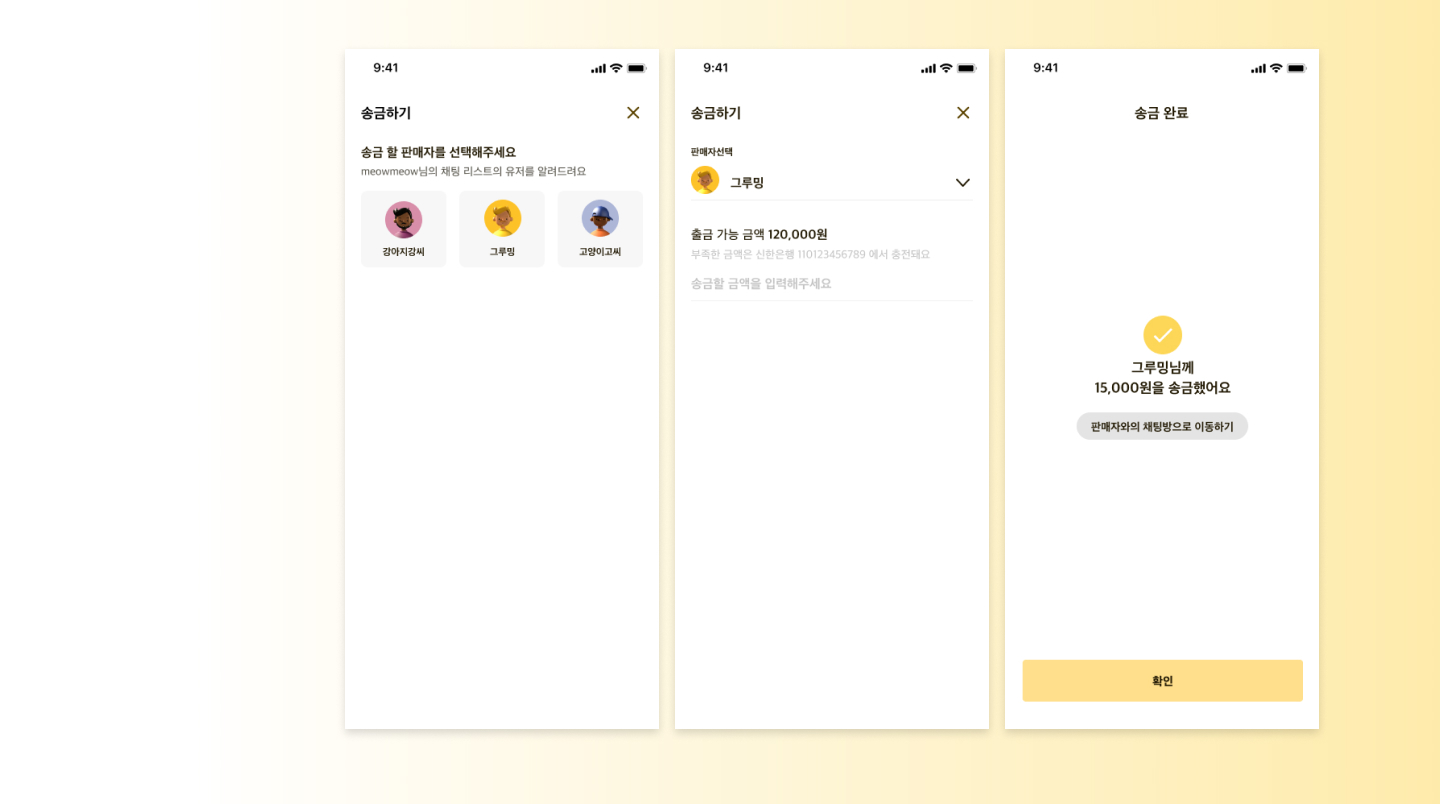 9:41
송금하기
송금 할 판매자를 선택해주세요
meowmeow님의 채팅 리스트의 유저를 알려드려요
강아지강씨
그루밍
고양이고씨
9:41
송금하기
판매자선택
그루밍
출금 가능 금액 120,000원
부족한 금액은 신한은행 110123456789 에서 충전돼요
송금할 금액을 입력해주세요
9:41
송금 완료
그루밍님께
15,000원을 송금했어요
판매자와의 채팅방으로 이동하기
확인